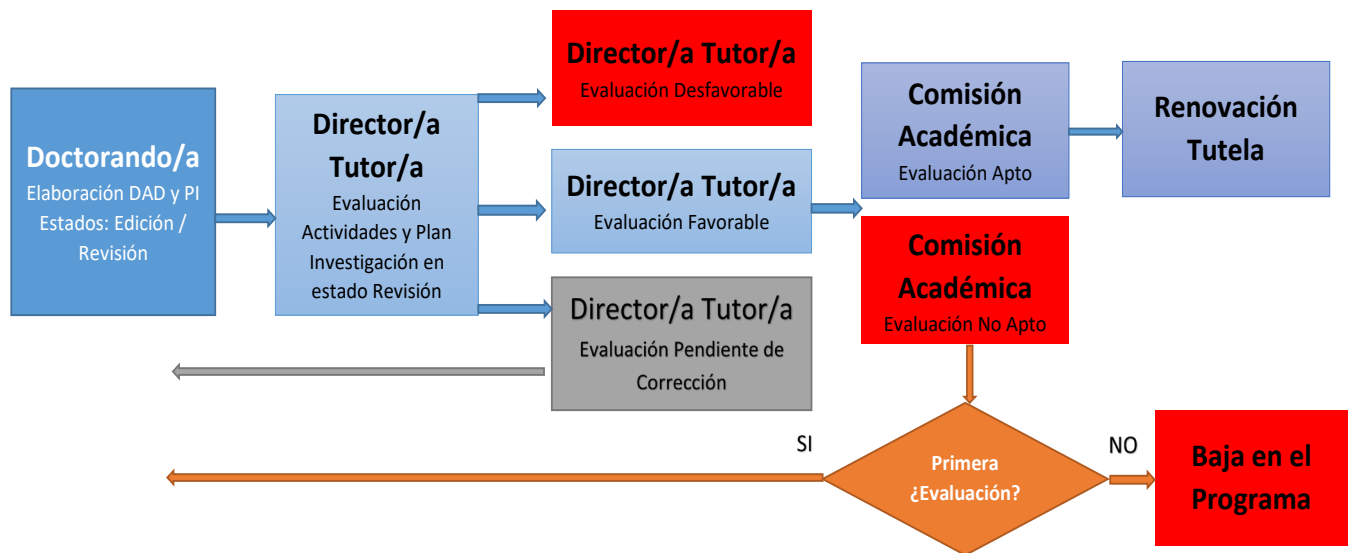 Doctorando/a
Elaboración DAD y PI
Estados: Edición /
Revisión
Director/a
Tutor/a
Evaluación
Actividades y Plan
Investigación en
estado Revisión
Director/a Tutor/a
Evaluación Desfavorable
Director/a Tutor/a
Evaluación Favorable
Director/a Tutor/a
Evaluación Pendiente de
Corrección
Comisión
Académica
Evaluación Apto
Renovación
Tutela
Comisión
Académica
Evaluación No Apto
SI
Primera
¿Evaluación?
NO
Baja en el
Programa